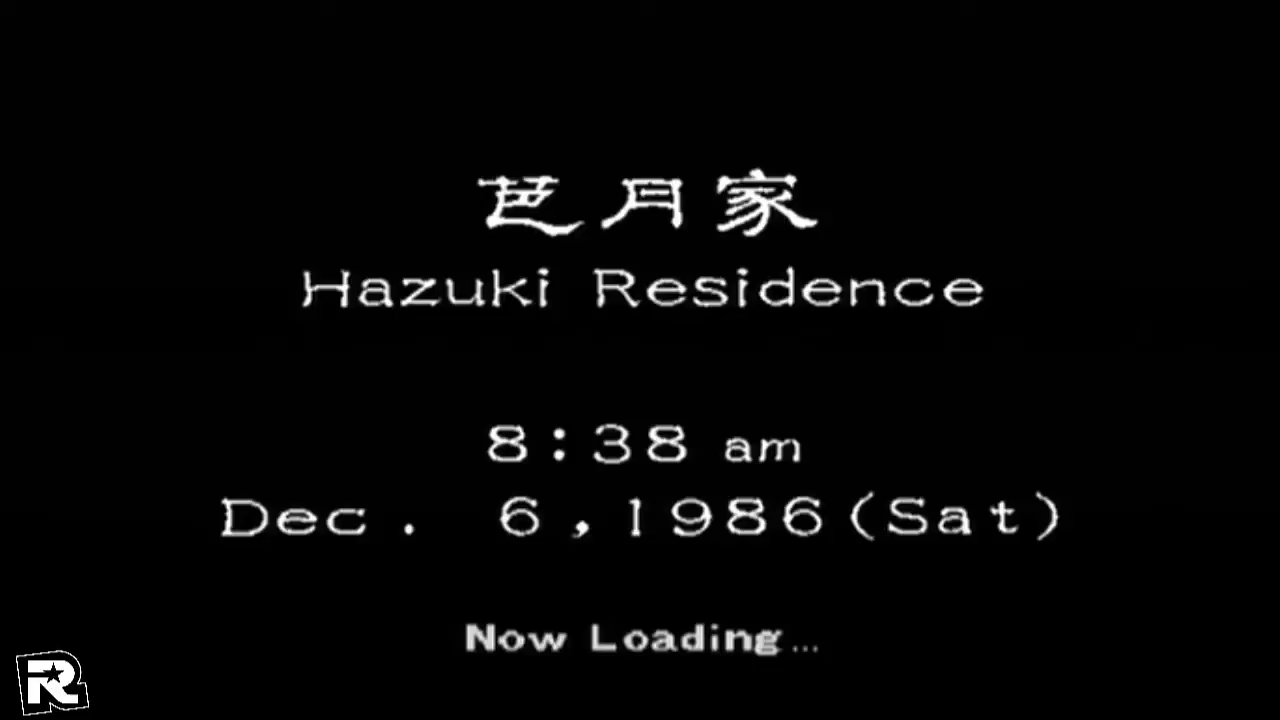 芭月家
Hazuki Residence
8:38 am
Dec. 6,1986(Sat)
Now Loading...
R